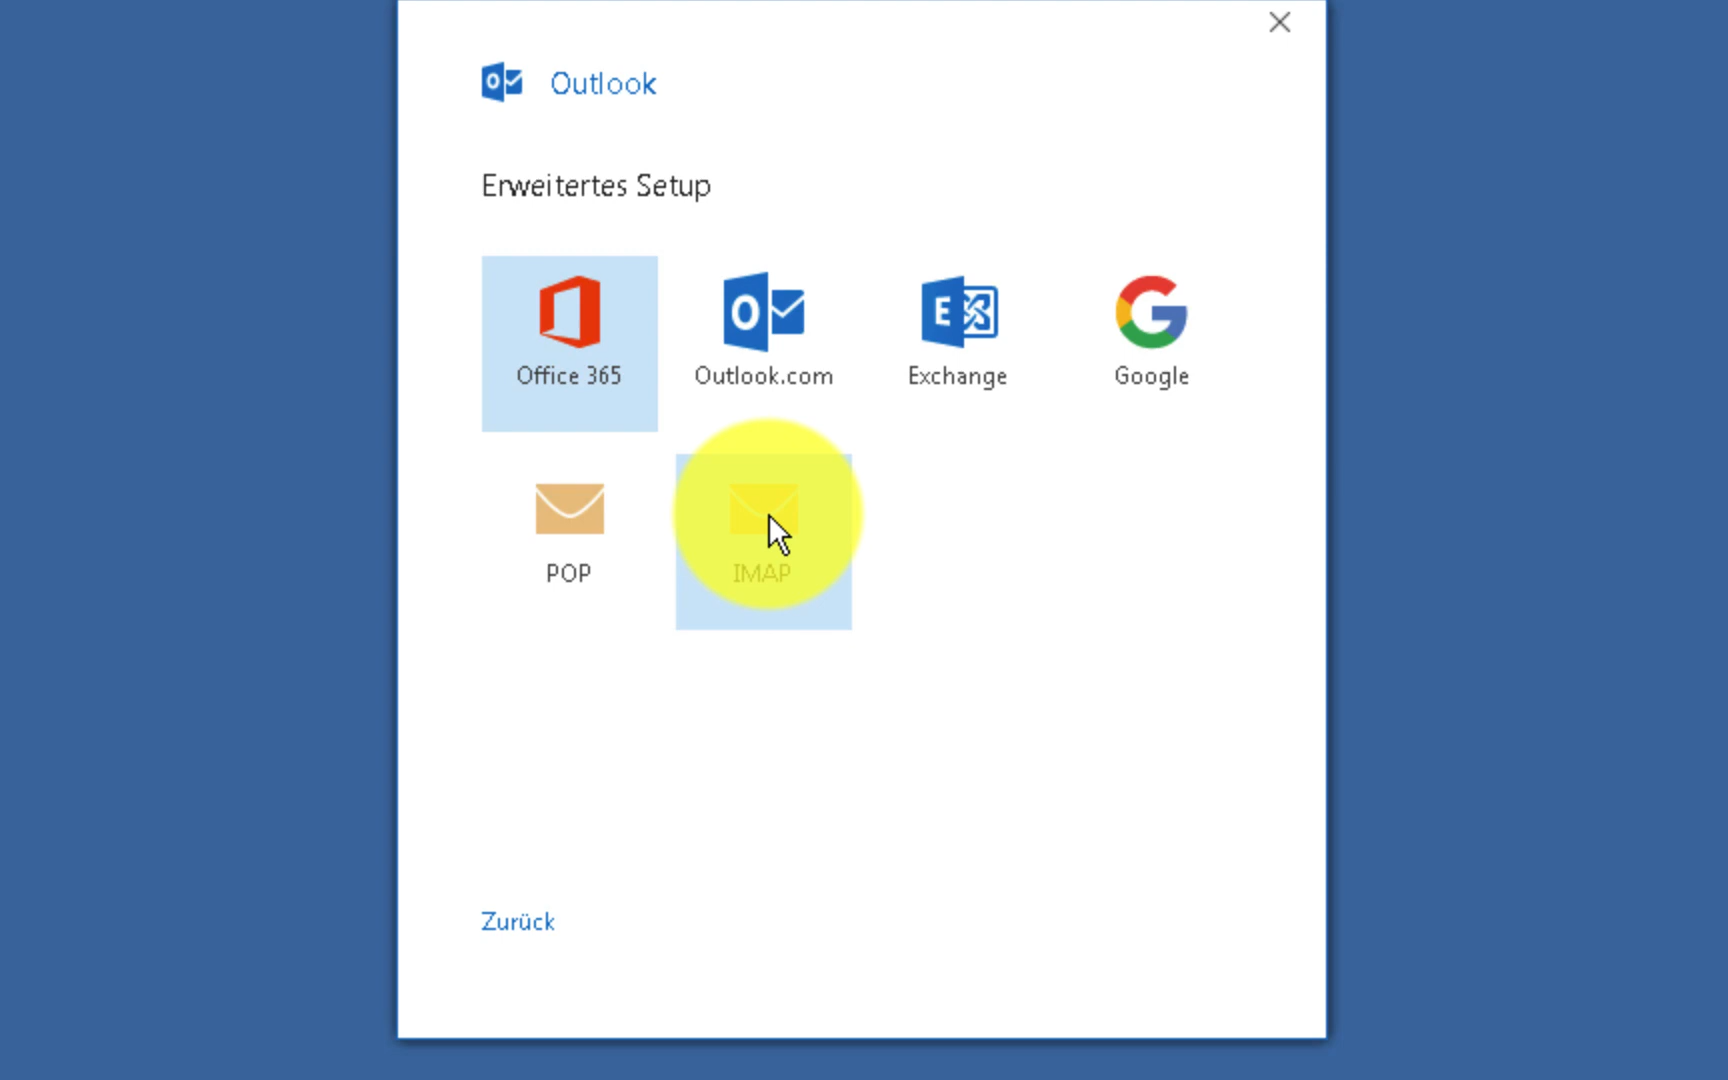 Outlook
Erweitertes Setup
Office 365
Outlook.com
Exchange
Google
POP
IMAP
Zurück